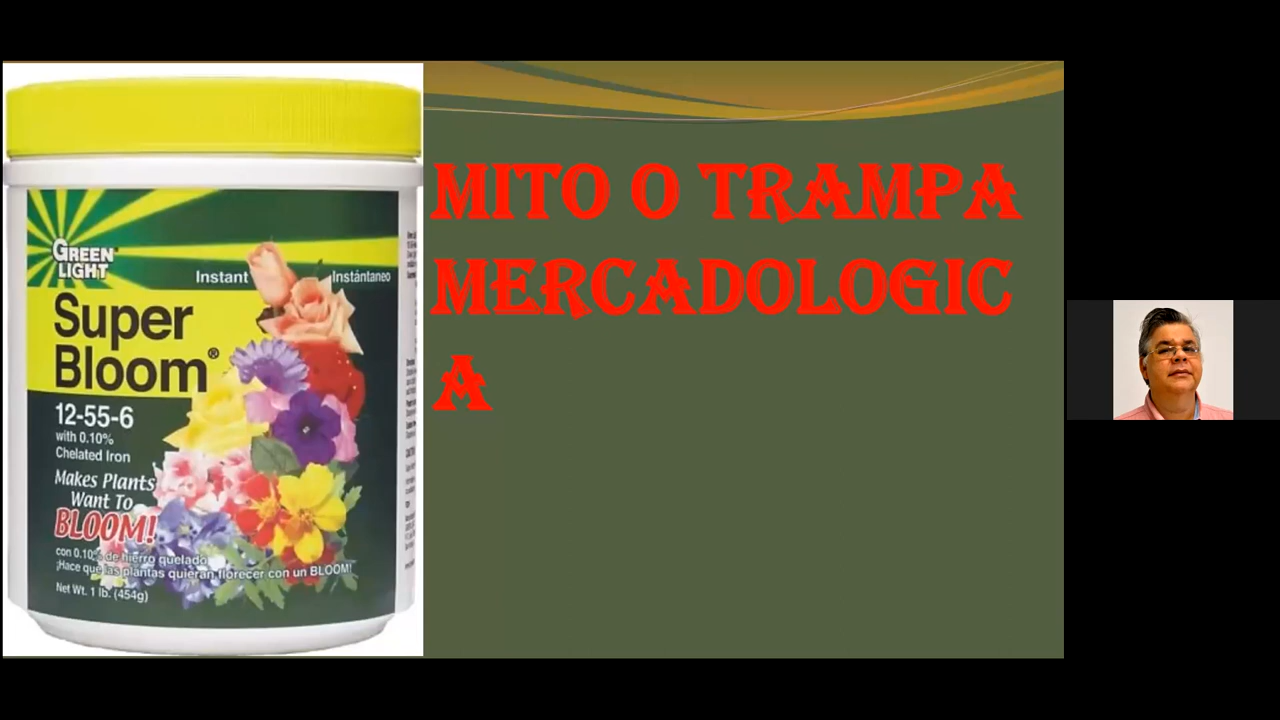 GREEN
LIGHT
Instant
Instántaneo
Super
Bloom®
12-55-6
with 0.10%
Chelated Iron
Makes Plants
Want To
BLOOM!
con 0.10% de hierro quelado
¡Hace que las plantas quieran florecer con un BLOOM!
Net Wt. 1 lb. (454g)
MITO O TRAMPA
MERCADOLOGIC
A